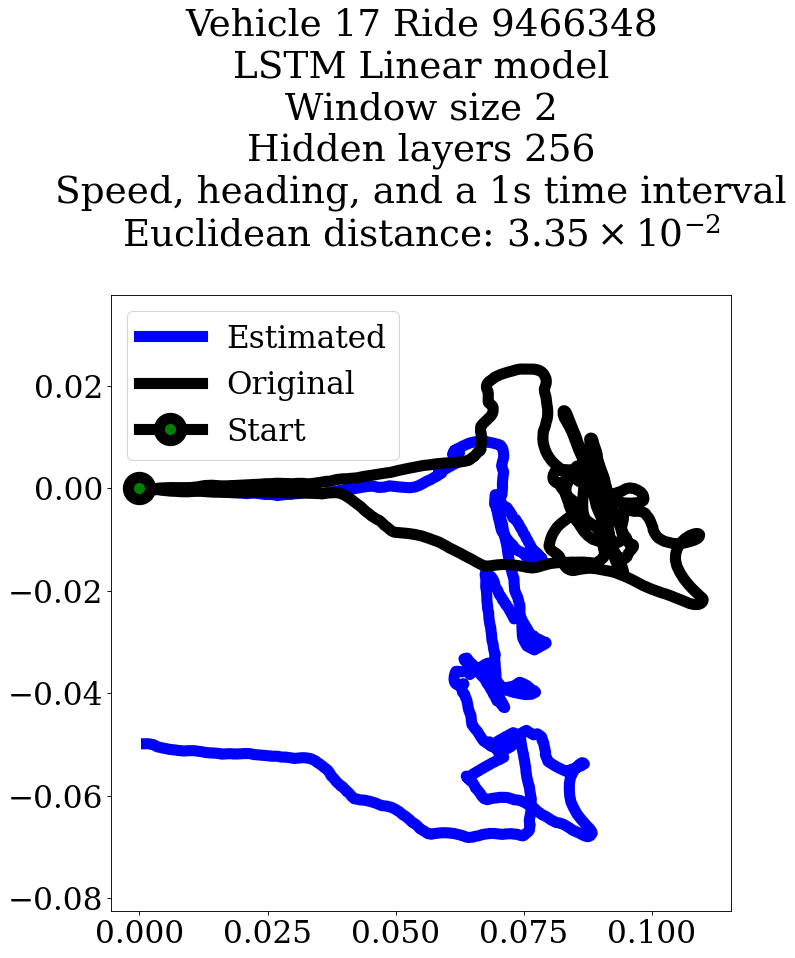 Vehicle 17 Ride 9466348
LSTM Linear model
Window size 2
Hidden layers 256
Speed, heading, and a 1s time interval
Euclidean distance: 3.35 × 10⁻²
Estimated
Original
Start
0.02
0.00
−0.02
−0.04
−0.06
−0.08
0.000 0.025 0.050 0.075 0.100